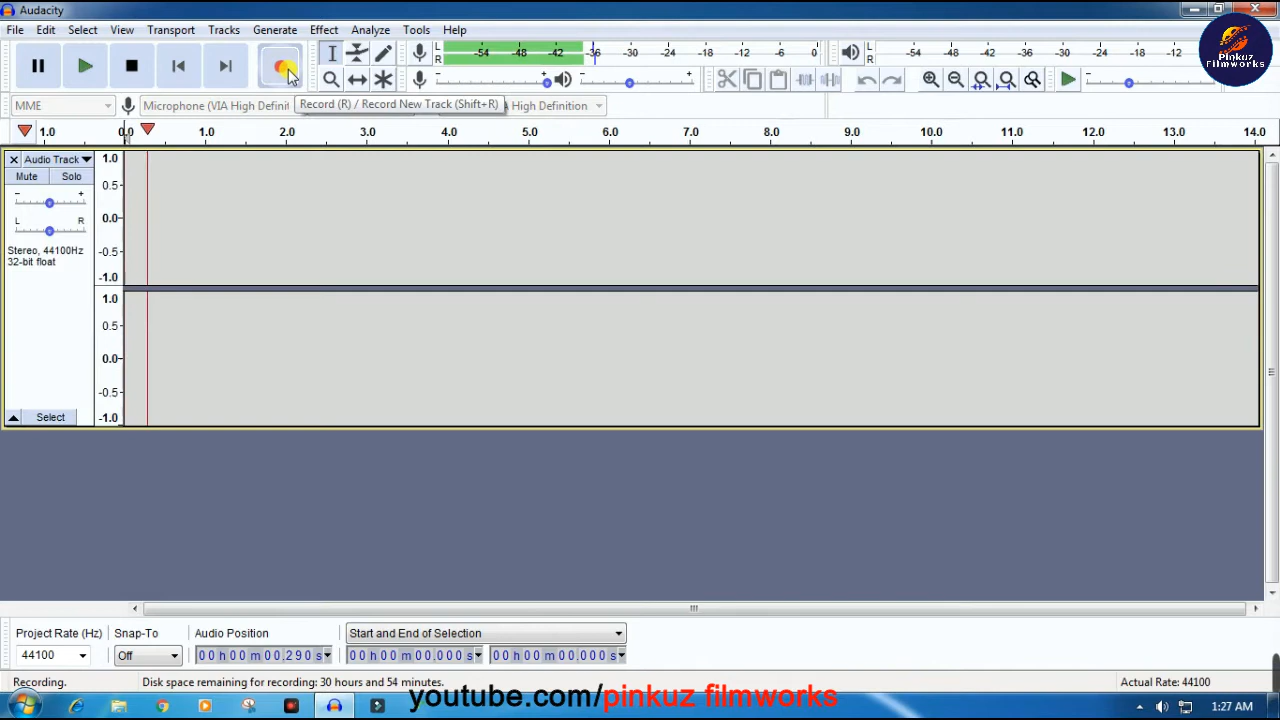 Audacity
File Edit Select View Transport Tracks Generate Effect Analyze Tools Help
L R -54 -48 -42 -36 -30 -24 -18 -12 -6 0
L R -54 -48 -42 -36 -30 -24 -18 -12 -6 0
Pinkuz Filmworks
MME Microphone (VIA High Definit
Record (R) / Record New Track (Shift+R)
High Definition
1.0 0.0 1.0 2.0 3.0 4.0 5.0 6.0 7.0 8.0 9.0 10.0 11.0 12.0 13.0 14.0
Audio Track
Mute Solo
- +
L R
Stereo, 44100Hz
32-bit float
Select
1.0
0.5
0.0
-0.5
-1.0
1.0
0.5
0.0
-0.5
-1.0
Project Rate (Hz) Snap-To Audio Position Start and End of Selection
44100 Off 00h00m00.290s 00h00m00.000s 00h00m00.000s
Recording. Disk space remaining for recording: 30 hours and 54 minutes. Actual Rate: 44100
youtube.com/pinkuz filmworks
1:27 AM